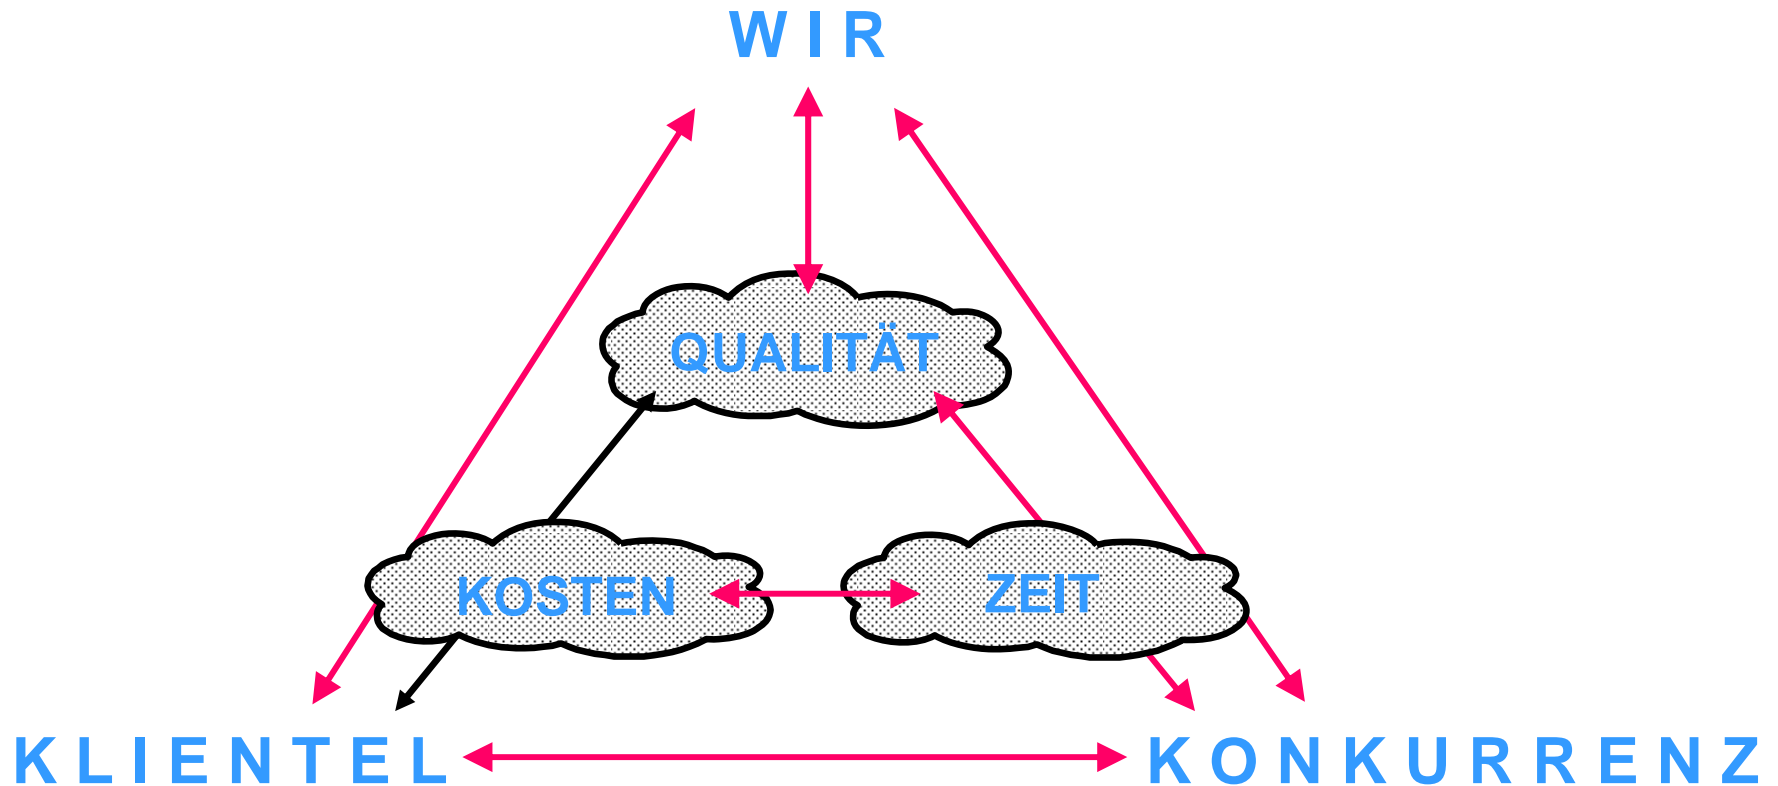 WIR
QUALITÄT
KOSTEN
ZEIT
KLIENTEL
KONKURRENZ